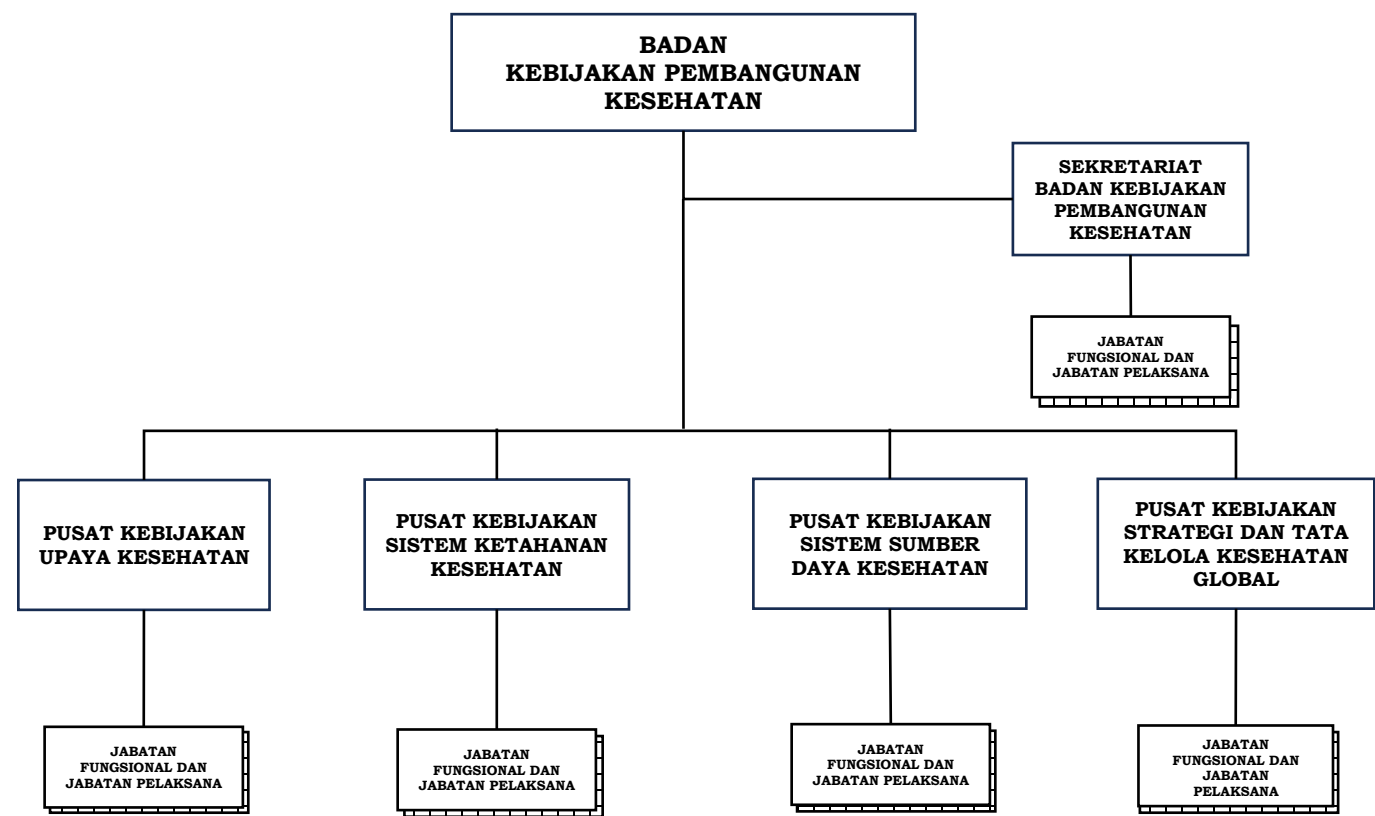 BADAN
KEBIJAKAN PEMBANGUNAN
KESEHATAN
SEKRETARIAT
BADAN KEBIJAKAN
PEMBANGUNAN
KESEHATAN
JABATAN
FUNGSIONAL DAN
JABATAN PELAKSANA
PUSAT KEBIJAKAN
UPAYA KESEHATAN
PUSAT KEBIJAKAN
SISTEM KETAHANAN
KESEHATAN
PUSAT KEBIJAKAN
SISTEM SUMBER
DAYA KESEHATAN
PUSAT KEBIJAKAN
STRATEGI DAN TATA
KELOLA KESEHATAN
GLOBAL
JABATAN
FUNGSIONAL DAN
JABATAN PELAKSANA
JABATAN
FUNGSIONAL DAN
JABATAN PELAKSANA
JABATAN
FUNGSIONAL DAN
JABATAN PELAKSANA
JABATAN
FUNGSIONAL DAN
JABATAN
PELAKSANA